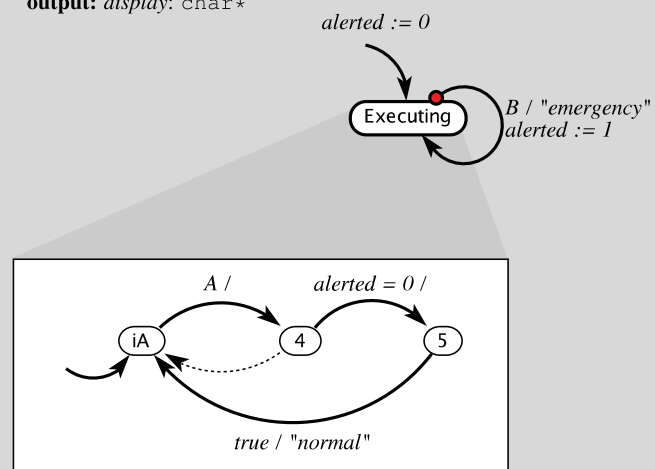 output: display: char*
alerted := 0
Executing
B / "emergency"
alerted := 1
A /
alerted = 0 /
iA
4
5
true / "normal"